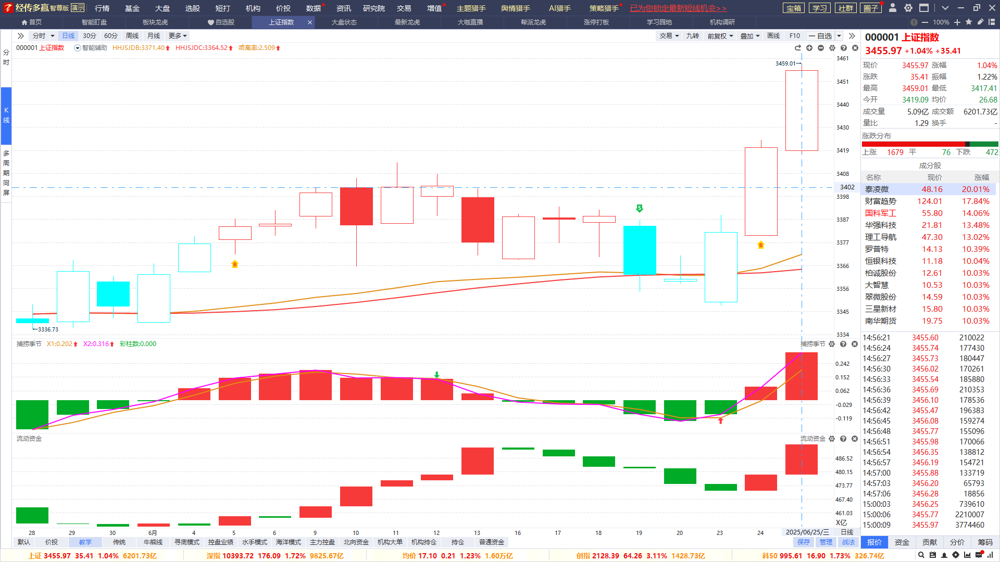 经传多赢 智尊版 演示 行情 基金 大盘 选股 短打 机构 价投 数据 资讯 研究院 交易 增值 主题猎手 舆情猎手 AI猎手 策略猎手 已为您锁定最新短线机会>> 宝箱 学习 社群 圈子
首页 智能盯盘 板块龙虎 自选股 上证指数 × 大盘状态 最新龙虎 大咖直播 帮派龙虎 涨停打板 学习园地 机构调研 100%
分时 日线 30分 60分 周线 月线 更多 交易 九转 前复权 叠加 画线 F10 自选
000001 上证指数 智能辅助 HHJSJDB:3371.40 HHJSJDC:3364.52 乖离率:2.509
分时
K线
多周期同屏
3459.01
3336.73
3461
3451
3440
3430
3419
3408
3402
3398
3387
3377
3366
3356
3345
3334
S
B
B
捕捞季节 X1:0.202 X2:0.316 彩柱数:0.000
捕捞季节
0.242
0.152
0.062
-0.029
-0.119
流动资金
流动资金
486.52
480.15
473.77
467.40
461.03
X亿
28 29 30 6月 4 5 6 9 10 11 12 13 16 17 18 19 20 23 24 2025/06/25/三 日线
默认 价投 教学 传统 牛能线 寻底模式 控盘业绩 水手模式 海洋模式 主力控盘 北向资金 机构大单 机构持仓 持仓 普通资金 保存 管理 战法
000001 上证指数
3455.97 +1.04% +35.41
现价 3455.97 涨幅 1.04%
涨跌 35.41 振幅 1.22%
最高 3459.01 最低 3417.41
今开 3419.09 均价 26.68
成交量 5.09亿 成交额 6201.73亿
量比 1.29 换手 -
涨跌分布
上涨 1679 平 76 下跌 472
成分股
名称 现价 涨幅
泰凌微 48.16 20.01%
财富趋势 124.01 17.84%
国科军工 55.80 14.06%
华强科技 21.81 13.48%
理工导航 47.30 13.02%
罗普特 14.13 10.39%
恒银科技 11.18 10.04%
柏诚股份 12.61 10.03%
大智慧 10.53 10.03%
翠微股份 14.59 10.03%
三星新材 15.80 10.03%
南华期货 19.75 10.03%
14:56:21 3455.60 210022
14:56:24 3455.74 177430
14:56:27 3455.73 180447
14:56:30 3456.02 170261
14:56:33 3455.54 185880
14:56:36 3455.69 210353
14:56:39 3456.10 178536
14:56:42 3455.47 196383
14:56:45 3456.08 159274
14:56:48 3455.77 155096
14:56:51 3455.98 170066
14:56:54 3456.35 138812
14:56:57 3456.19 154721
14:57:00 3455.88 133719
14:57:03 3456.20 65793
14:57:06 3456.28 18856
15:00:03 3456.25 739610
15:00:06 3455.77 2210007
15:00:09 3455.97 3774460
报价 资金 贡献 分价 筹码
上证 3455.97 35.41 1.04% 6201.73亿 深指 10393.72 176.09 1.72% 9825.67亿 均价 17.10 0.21 1.23% 1.60万亿 创指 2128.39 64.26 3.11% 1428.73亿 科50 995.61 16.90 1.73% 326.74亿